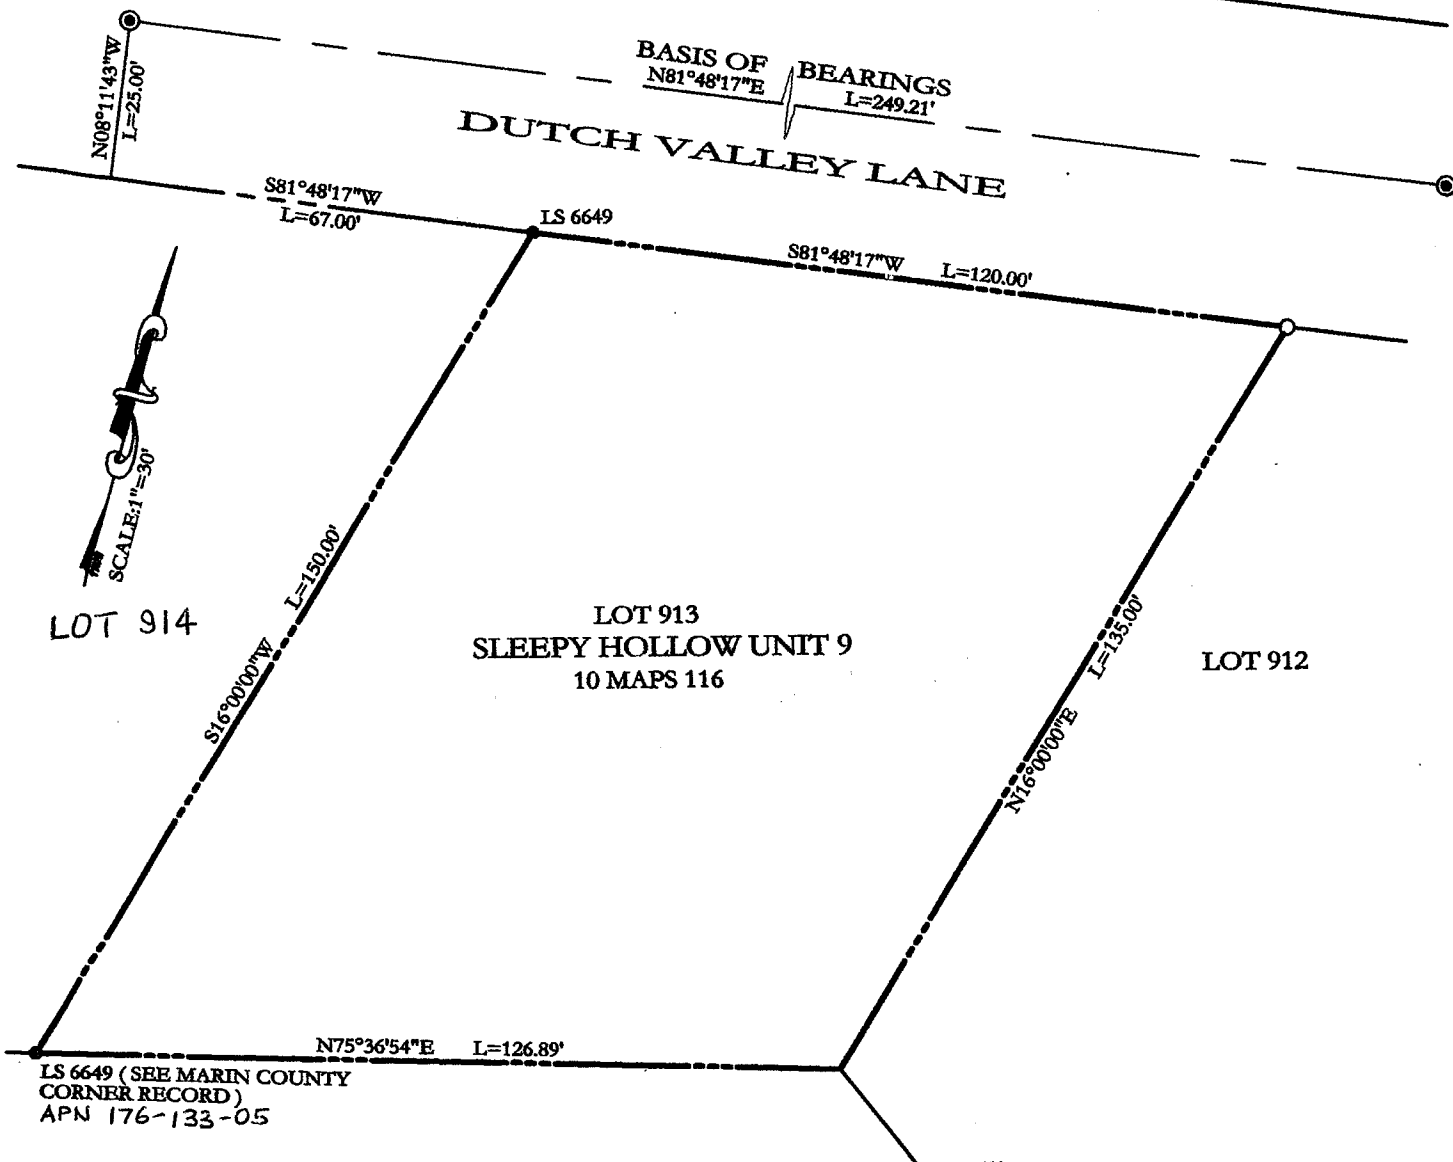 BASIS OF BEARINGS
N81°48'17"E L=249.21'
N08°11'43"W
L=25.00'
DUTCH VALLEY LANE
S81°48'17"W
L=67.00'
LS 6649
S81°48'17"W L=120.00'
SCALE:1"=30'
LOT 914
S16°00'00"W L=150.00'
LOT 913
SLEEPY HOLLOW UNIT 9
10 MAPS 116
N16°00'00"E L=135.00'
LOT 912
N75°36'54"E L=126.89'
LS 6649 ( SEE MARIN COUNTY
CORNER RECORD )
APN 176-133-05